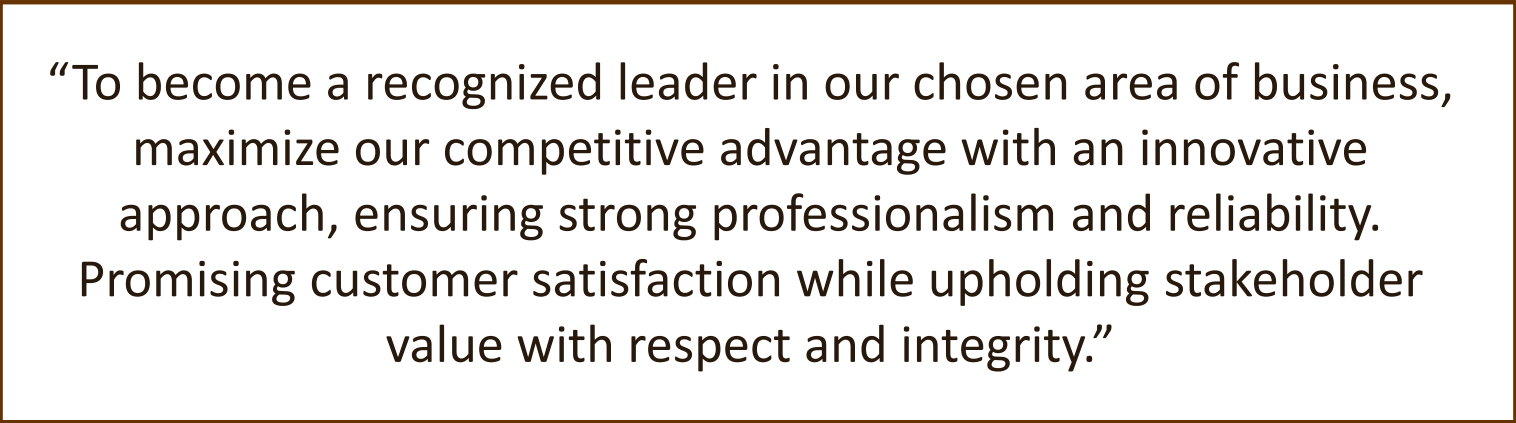 “To become a recognized leader in our chosen area of business,
maximize our competitive advantage with an innovative
approach, ensuring strong professionalism and reliability.
Promising customer satisfaction while upholding stakeholder
value with respect and integrity.”